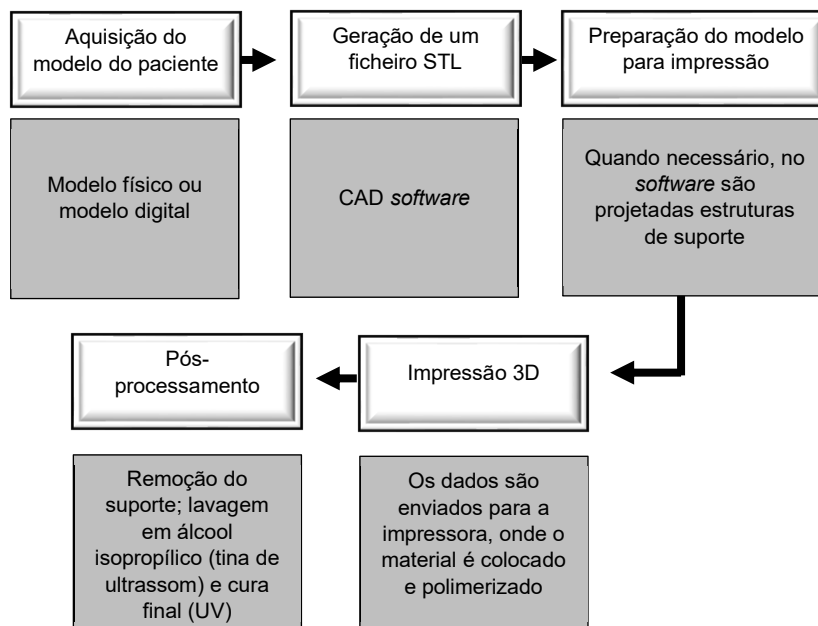 Aquisição do
modelo do paciente
Geração de um
ficheiro STL
Preparação do modelo
para impressão
Modelo físico ou
modelo digital
CAD software
Quando necessário, no
software são
projetadas estruturas
de suporte
Pós-
processamento
Impressão 3D
Remoção do
suporte; lavagem
em álcool
isopropílico (tina de
ultrassom) e cura
final (UV)
Os dados são
enviados para a
impressora, onde o
material é colocado
e polimerizado